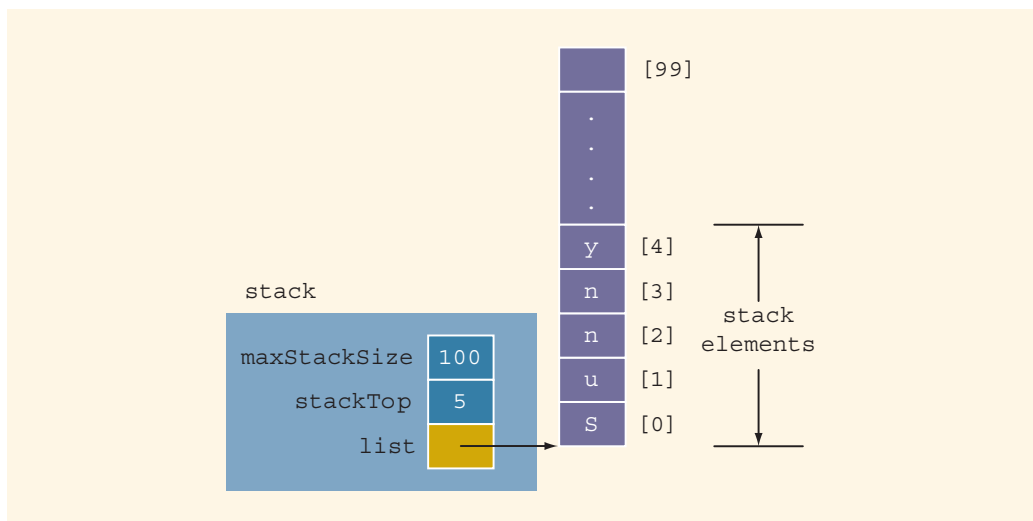 [99]
.
.
.
.
y [4]
n [3]
n [2]
u [1]
S [0]
stack
elements
stack
maxStackSize 100
stackTop 5
list